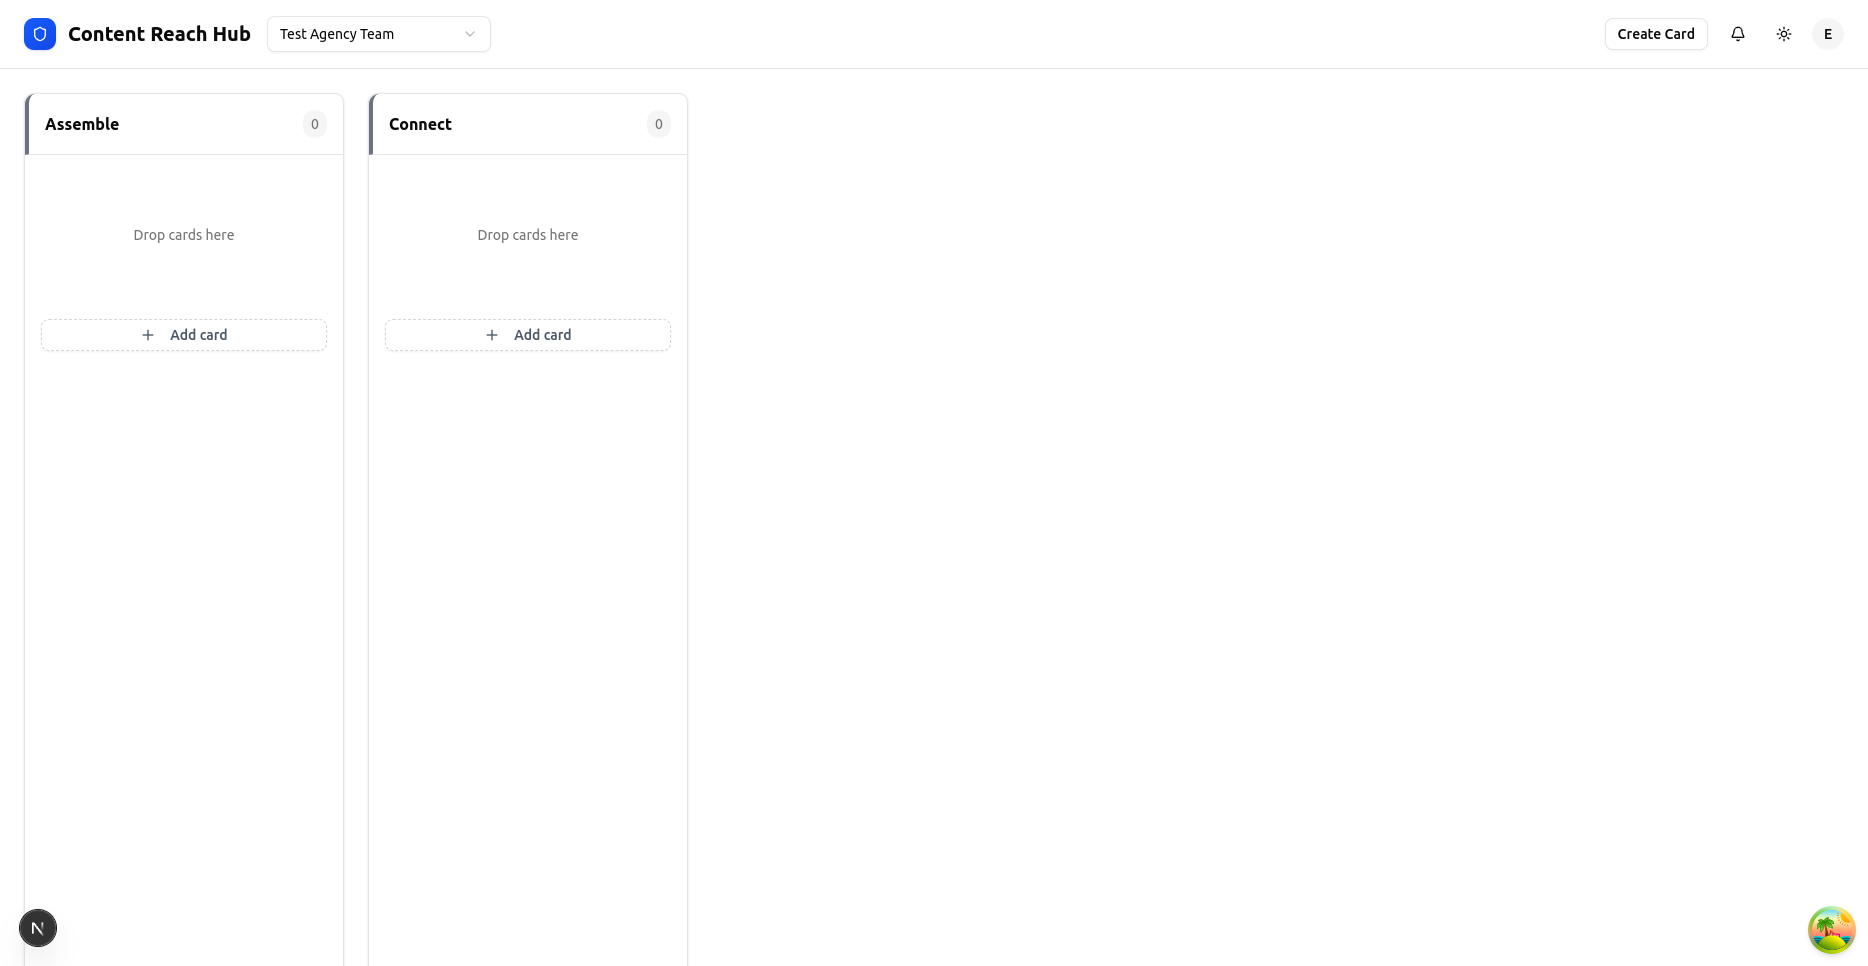 Content Reach Hub
Test Agency Team
Create Card
E
Assemble
0
Connect
0
Drop cards here
Drop cards here
+ Add card
+ Add card
N